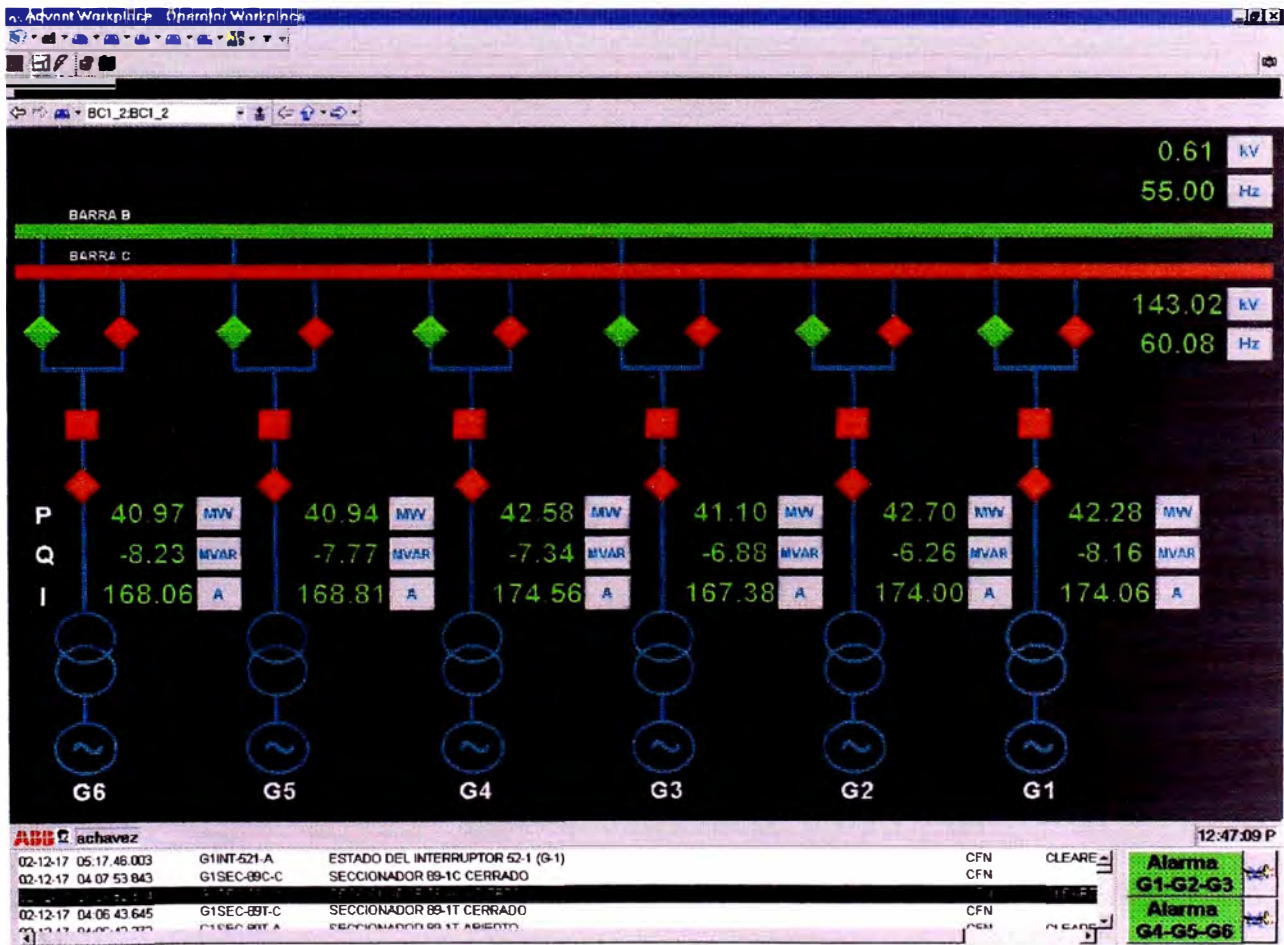 Advant Workplace Operator Workplace
BC1_2:BC1_2
0.61 kV
55.00 Hz
BARRA B
BARRA C
143.02 kV
60.08 Hz
P 40.97 MW 40.94 MW 42.58 MW 41.10 MW 42.70 MW 42.28 MW
Q -8.23 MVAR -7.77 MVAR -7.34 MVAR -6.88 MVAR -6.26 MVAR -8.16 MVAR
I 168.06 A 168.81 A 174.56 A 167.38 A 174.00 A 174.06 A
G6 G5 G4 G3 G2 G1
ABB achavez 12:47:09 P
02-12-17 05.17.46.003 G1INT-521-A ESTADO DEL INTERRUPTOR 52-1 (G-1) CFN CLEARE
02-12-17 04 07 53 843 G1SEC-89C-C SECCIONADOR 89-1C CERRADO CFN
02-12-17 04:06 43.645 G1SEC-89T-C SECCIONADOR 89-1T CERRADO CFN
Alarma
G1-G2-G3
Alarma
G4-G5-G6